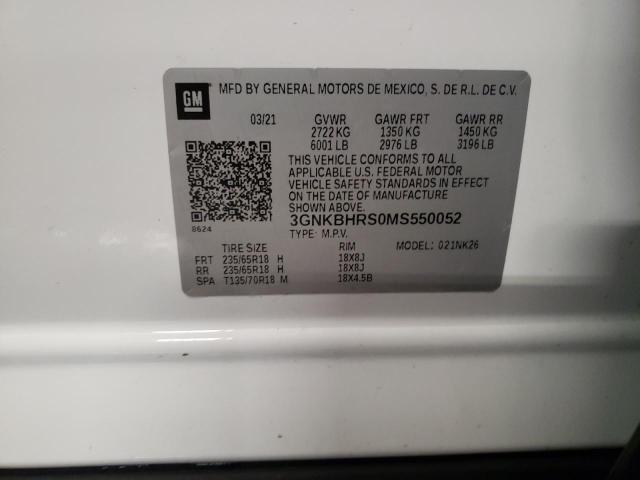 GM MFD BY GENERAL MOTORS DE MEXICO, S. DE R.L. DE C.V.
03/21 GVWR GAWR FRT GAWR RR
2722 KG 1350 KG 1450 KG
6001 LB 2976 LB 3196 LB
THIS VEHICLE CONFORMS TO ALL
APPLICABLE U.S. FEDERAL MOTOR
VEHICLE SAFETY STANDARDS IN EFFECT
ON THE DATE OF MANUFACTURE
SHOWN ABOVE.
3GNKBHRS0MS550052
8624 TYPE: M.P.V.
TIRE SIZE RIM MODEL: 021NK26
FRT 235/65R18 H 18X8J
RR 235/65R18 H 18X8J
SPA T135/70R18 M 18X4.5B